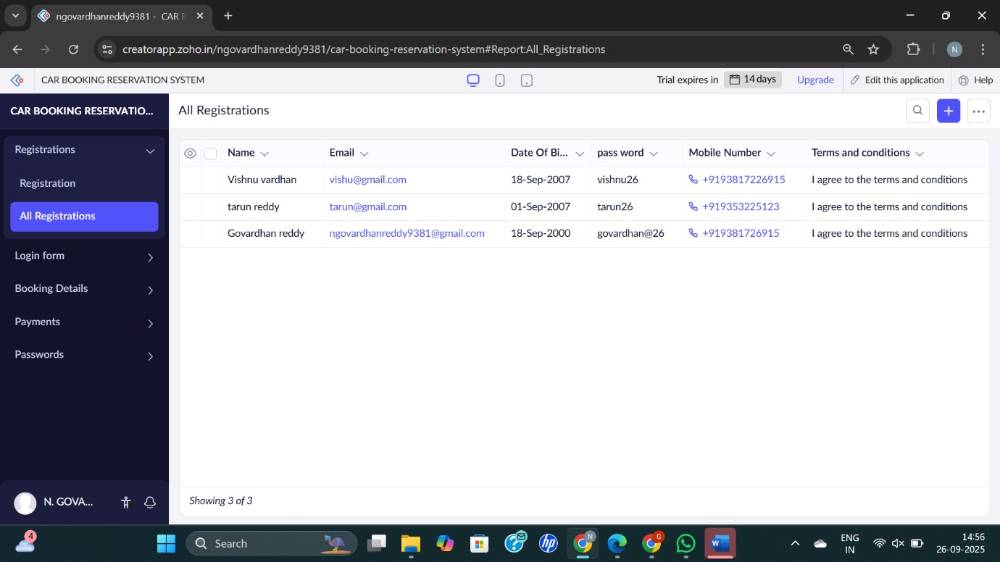 ngovardhanreddy9381 - CAR B
creatorapp.zoho.in/ngovardhanreddy9381/car-booking-reservation-system#Report:All_Registrations
N
CAR BOOKING RESERVATION SYSTEM
Trial expires in 14 days Upgrade Edit this application Help
CAR BOOKING RESERVATIO...
All Registrations
Registrations
Registration
All Registrations
Login form
Booking Details
Payments
Passwords
N. GOVA...
Name Email Date Of Bi... pass word Mobile Number Terms and conditions
Vishnu vardhan vishu@gmail.com 18-Sep-2007 vishnu26 +9193817226915 I agree to the terms and conditions
tarun reddy tarun@gmail.com 01-Sep-2007 tarun26 +919353225123 I agree to the terms and conditions
Govardhan reddy ngovardhanreddy9381@gmail.com 18-Sep-2000 govardhan@26 +919381726915 I agree to the terms and conditions
Showing 3 of 3
4
Search
hp
N
G
W
ENG
IN
14:56
26-09-2025